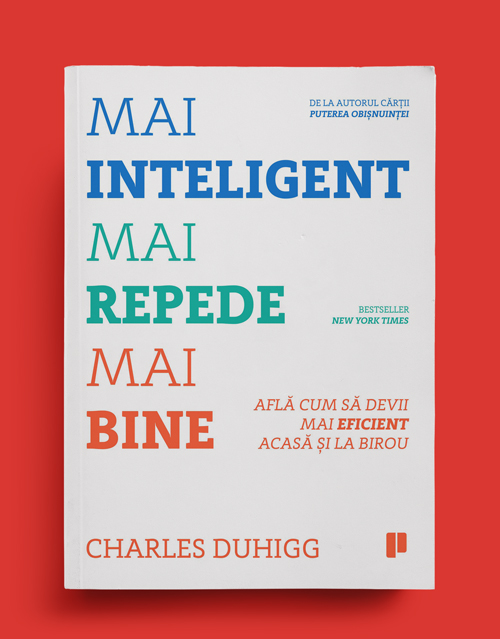 MAI
DE LA AUTORUL CĂRȚII
PUTEREA OBIȘNUINȚEI
INTELIGENT
MAI
REPEDE
BESTSELLER
NEW YORK TIMES
MAI
BINE
AFLĂ CUM SĂ DEVII
MAI EFICIENT
ACASĂ ȘI LA BIROU
CHARLES DUHIGG